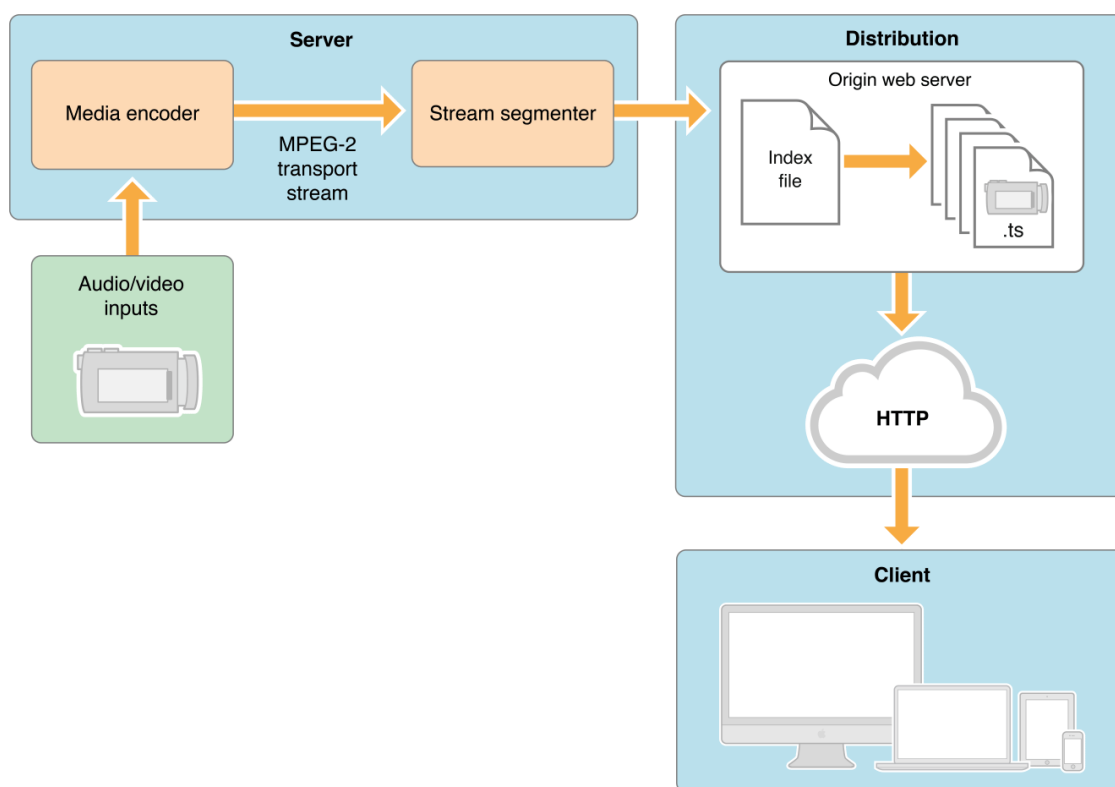 Server
Media encoder
MPEG-2
transport
stream
Stream segmenter
Audio/video
inputs
Distribution
Origin web server
Index
file
.ts
HTTP
Client